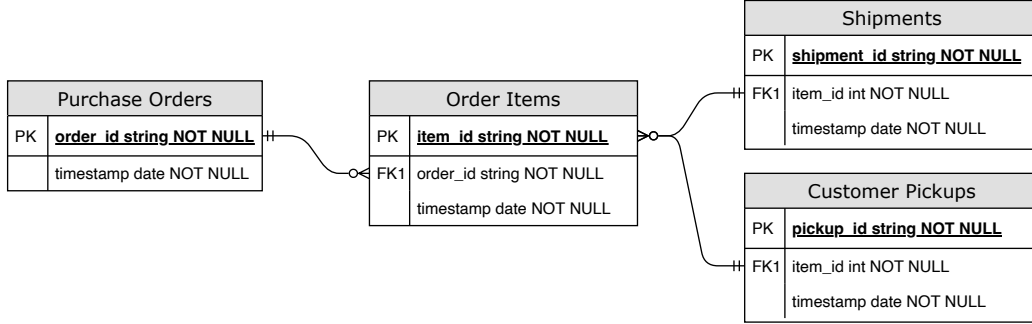 Purchase Orders
PK order_id string NOT NULL
timestamp date NOT NULL
Order Items
PK item_id string NOT NULL
FK1 order_id string NOT NULL
timestamp date NOT NULL
Shipments
PK shipment_id string NOT NULL
FK1 item_id int NOT NULL
timestamp date NOT NULL
Customer Pickups
PK pickup_id string NOT NULL
FK1 item_id int NOT NULL
timestamp date NOT NULL